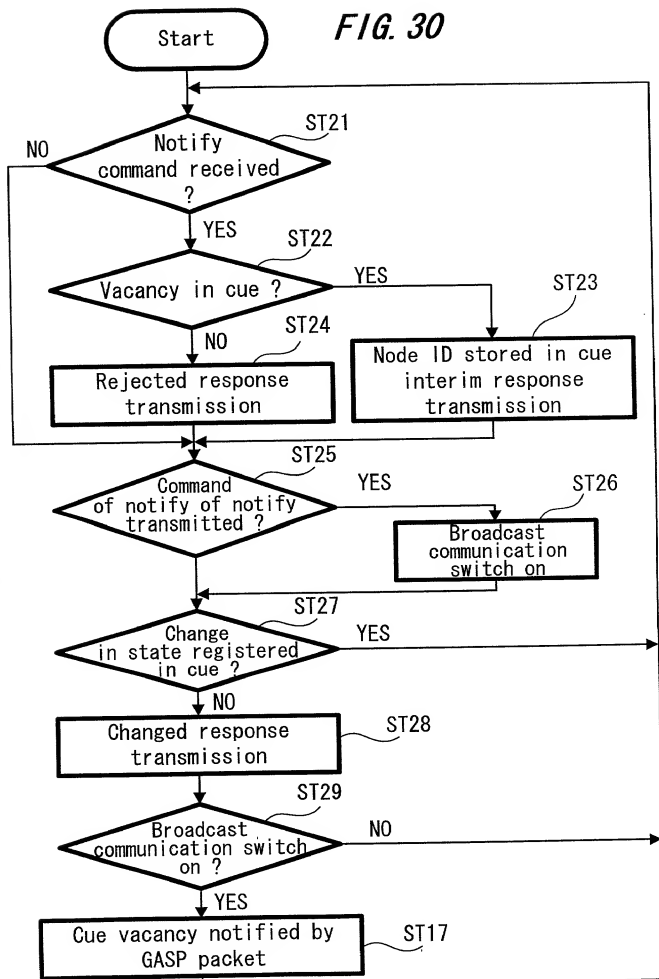 FIG. 30
Start
ST21
Notify
command received
?
NO
YES
ST22
Vacancy in cue ?
YES
ST23
NO
ST24
Node ID stored in cue
interim response
transmission
Rejected response
transmission
ST25
Command
of notify of notify
transmitted ?
YES
ST26
Broadcast
communication
switch on
ST27
Change
in state registered
in cue ?
YES
NO
Changed response
transmission
ST28
ST29
Broadcast
communication switch
on ?
NO
YES
Cue vacancy notified by
GASP packet
ST17